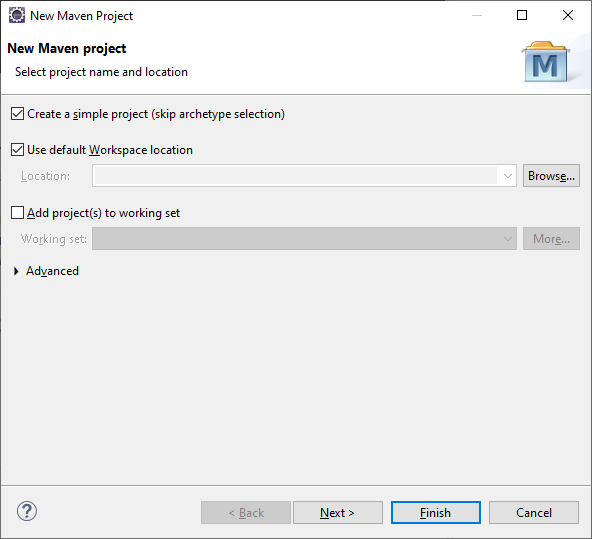 New Maven Project
New Maven project
Select project name and location
M
Create a simple project (skip archetype selection)
Use default Workspace location
Location:
Browse...
Add project(s) to working set
Working set:
More...
Advanced
?
< Back
Next >
Finish
Cancel